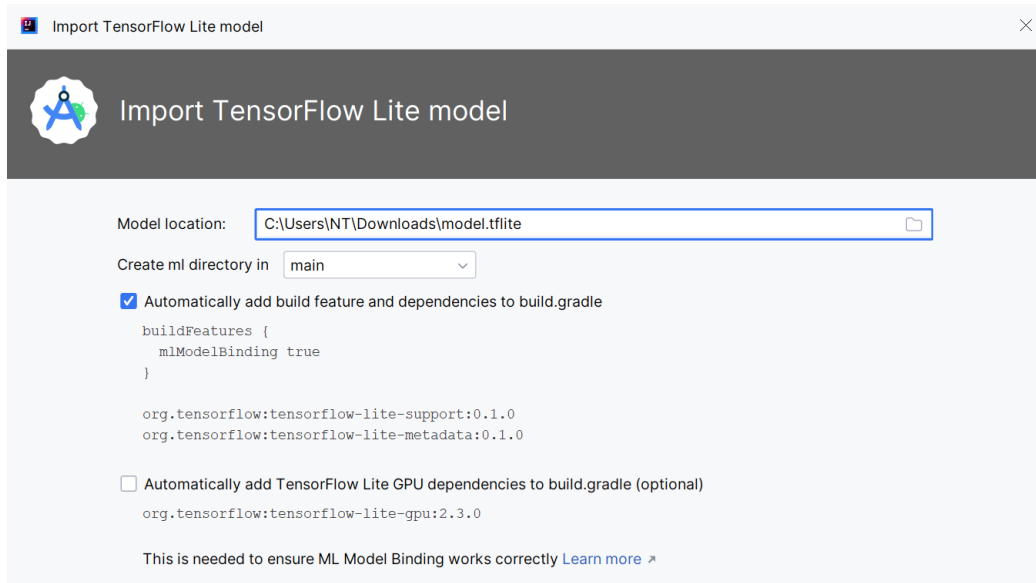 Import TensorFlow Lite model
Import TensorFlow Lite model
Model location: C:\Users\NT\Downloads\model.tflite
Create ml directory in main
Automatically add build feature and dependencies to build.gradle
buildFeatures {
mlModelBinding true
}
org.tensorflow:tensorflow-lite-support:0.1.0
org.tensorflow:tensorflow-lite-metadata:0.1.0
Automatically add TensorFlow Lite GPU dependencies to build.gradle (optional)
org.tensorflow:tensorflow-lite-gpu:2.3.0
This is needed to ensure ML Model Binding works correctly Learn more ↗